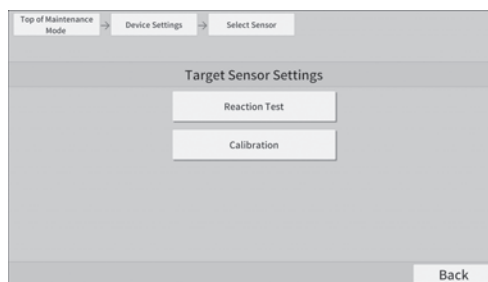 Top of Maintenance
Mode
→ Device Settings → Select Sensor
Target Sensor Settings
Reaction Test
Calibration
Back